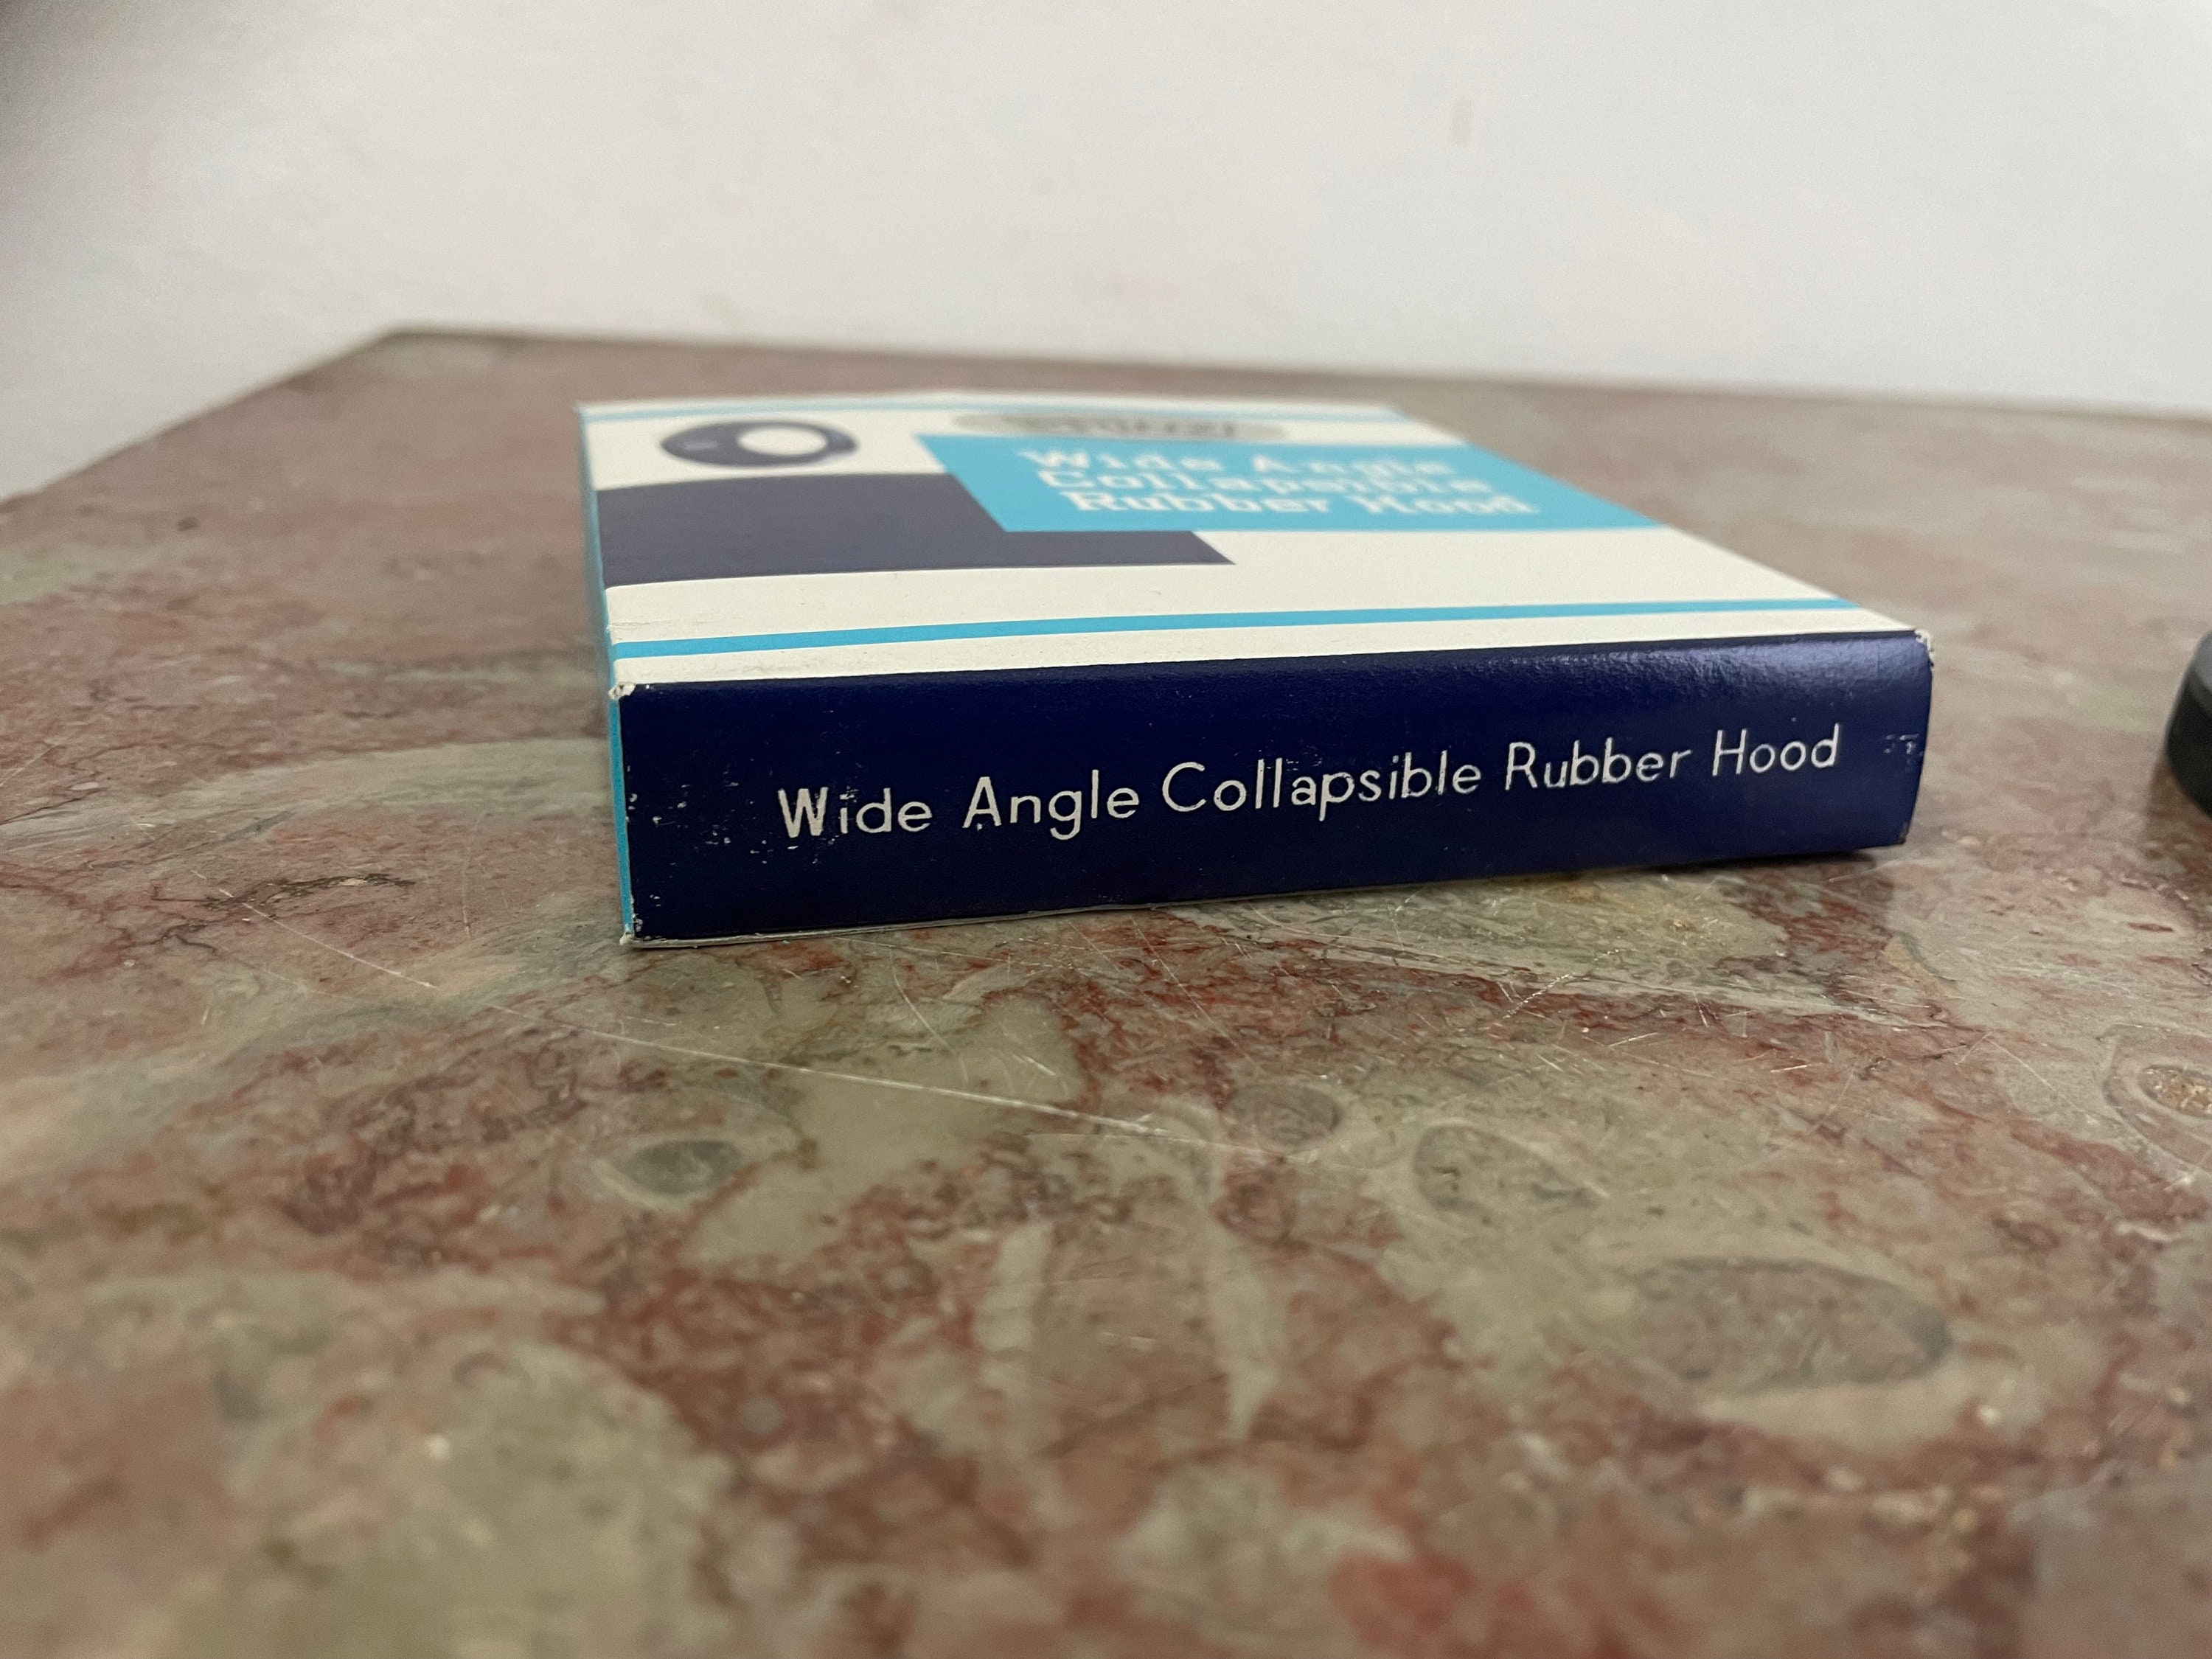 Wide Angle
Collapsible
Rubber Hood
Wide Angle Collapsible Rubber Hood